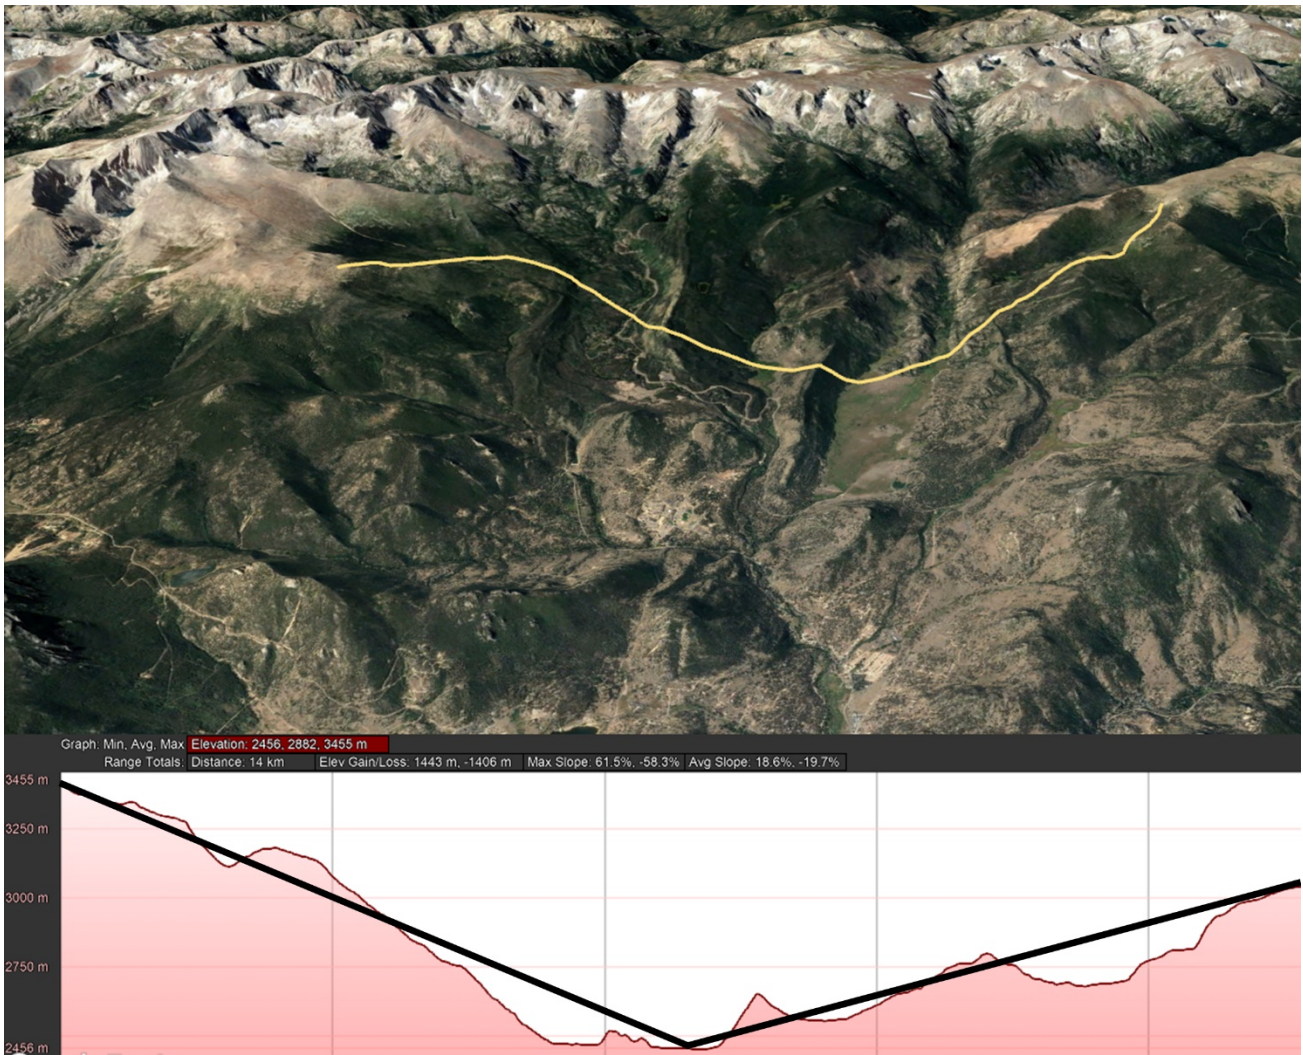 Graph: Min, Avg, Max Elevation: 2456, 2882, 3455 m
Range Totals: Distance: 14 km Elev Gain/Loss: 1443 m, -1406 m Max Slope: 61.5%, -58.3% Avg Slope: 18.6%, -19.7%
3455 m
3250 m
3000 m
2750 m
2456 m